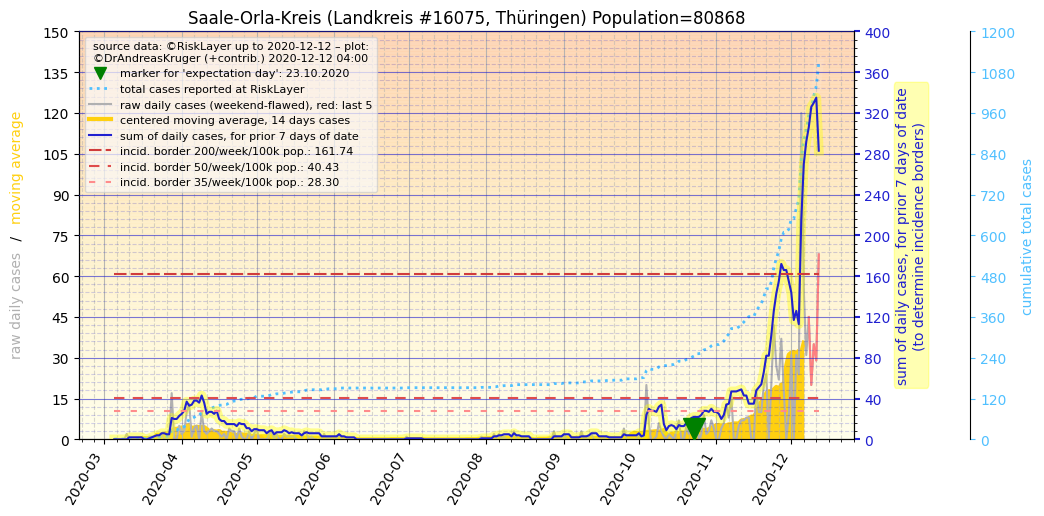 Saale-Orla-Kreis (Landkreis #16075, Thüringen) Population=80868
source data: ©RiskLayer up to 2020-12-12 – plot:
©DrAndreasKruger (+contrib.) 2020-12-12 04:00
marker for 'expectation day': 23.10.2020
total cases reported at RiskLayer
raw daily cases (weekend-flawed), red: last 5
centered moving average, 14 days cases
sum of daily cases, for prior 7 days of date
incid. border 200/week/100k pop.: 161.74
incid. border 50/week/100k pop.: 40.43
incid. border 35/week/100k pop.: 28.30
raw daily cases / moving average
150
135
120
105
90
75
60
45
30
15
0
2020-03
2020-04
2020-05
2020-06
2020-07
2020-08
2020-09
2020-10
2020-11
2020-12
400
360
320
280
240
200
160
120
80
40
0
sum of daily cases, for prior 7 days of date
(to determine incidence borders)
1200
1080
960
840
720
600
480
360
240
120
0
cumulative total cases